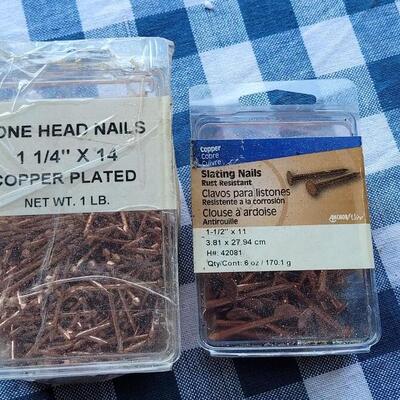 ONE HEAD NAILS
1 1/4" X 14
COPPER PLATED
NET WT. 1 LB.
Copper
Cobre
Cuivre
Slating Nails
Rust Resistant
Clavos para listones
Resistente a la corrosion
Clouse à ardoise
Antirouille
1-1/2" x 11
3.81 x 27.94 cm
H#: 42081
Qty/Cont: 6 oz / 170.1 g